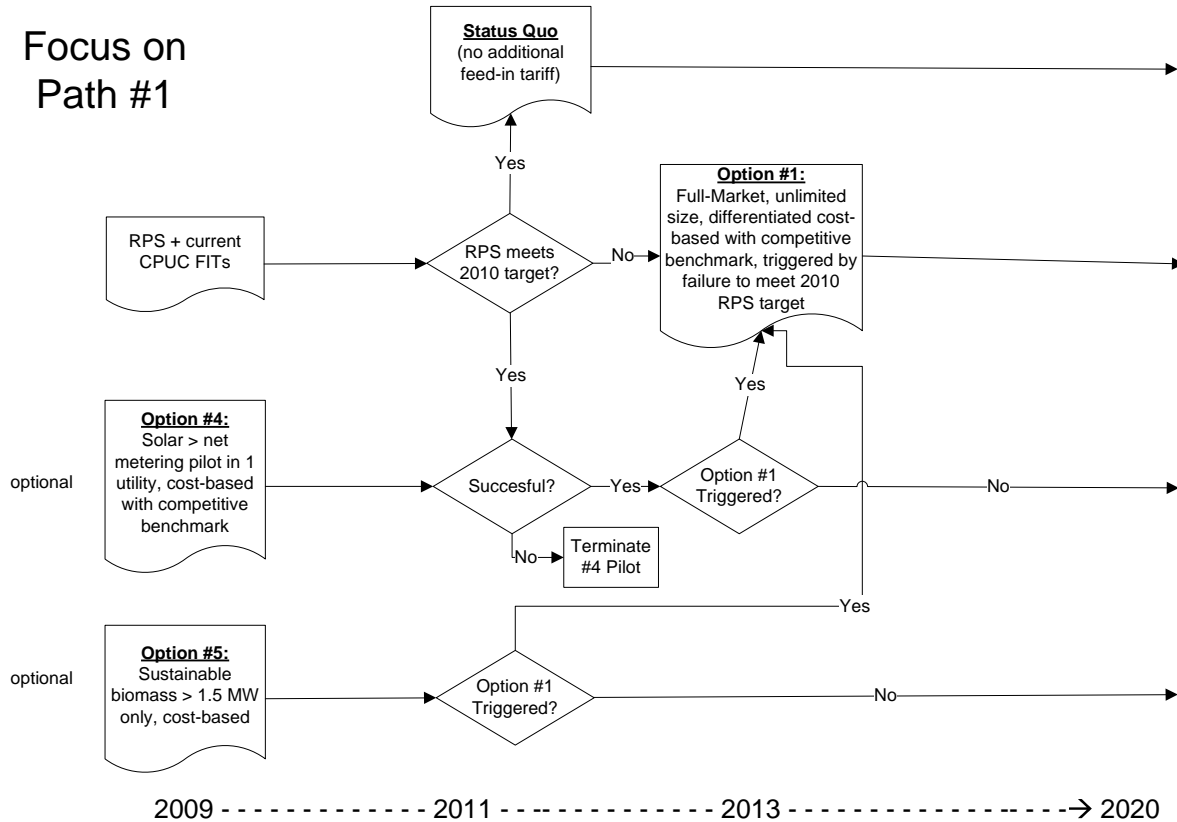 Focus on
Path #1
Status Quo
(no additional
feed-in tariff)
Yes
Option #1:
Full-Market, unlimited
size, differentiated cost-
based with competitive
benchmark, triggered by
failure to meet 2010
RPS target
RPS + current
CPUC FITs
RPS meets
2010 target?
No
Yes
Yes
optional
Option #4:
Solar > net
metering pilot in 1
utility, cost-based
with competitive
benchmark
Succesful?
Yes
Option #1
Triggered?
No
No
Terminate
#4 Pilot
Yes
optional
Option #5:
Sustainable
biomass > 1.5 MW
only, cost-based
Option #1
Triggered?
No
2009 - - - - - - - - - - - - - - - - 2011 - - - -- - - - - - - - - - - - 2013 - - - - - - - - - - - - - - - - - - - -→ 2020